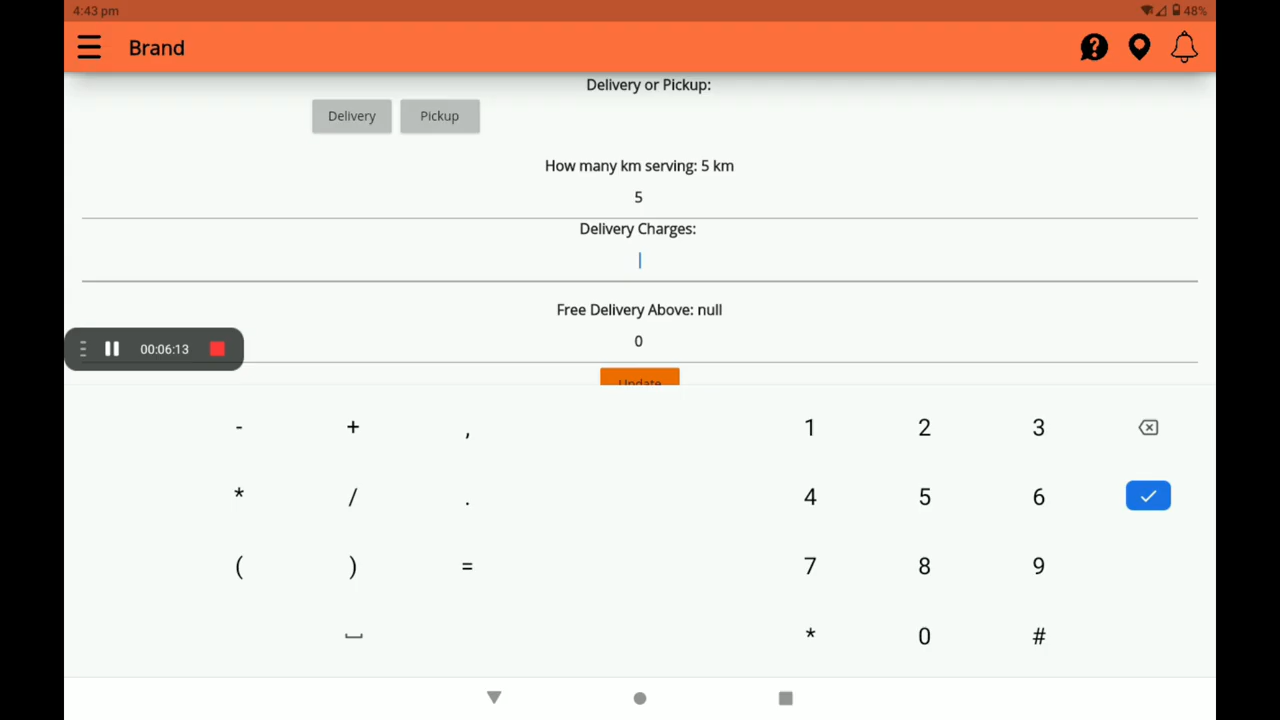 4:43 pm
48%
Brand
Delivery or Pickup:
Delivery Pickup
How many km serving: 5 km
5
Delivery Charges:
Free Delivery Above: null
0
00:06:13
Update
- + , 1 2 3
* / . 4 5 6
( ) = 7 8 9
* 0 #